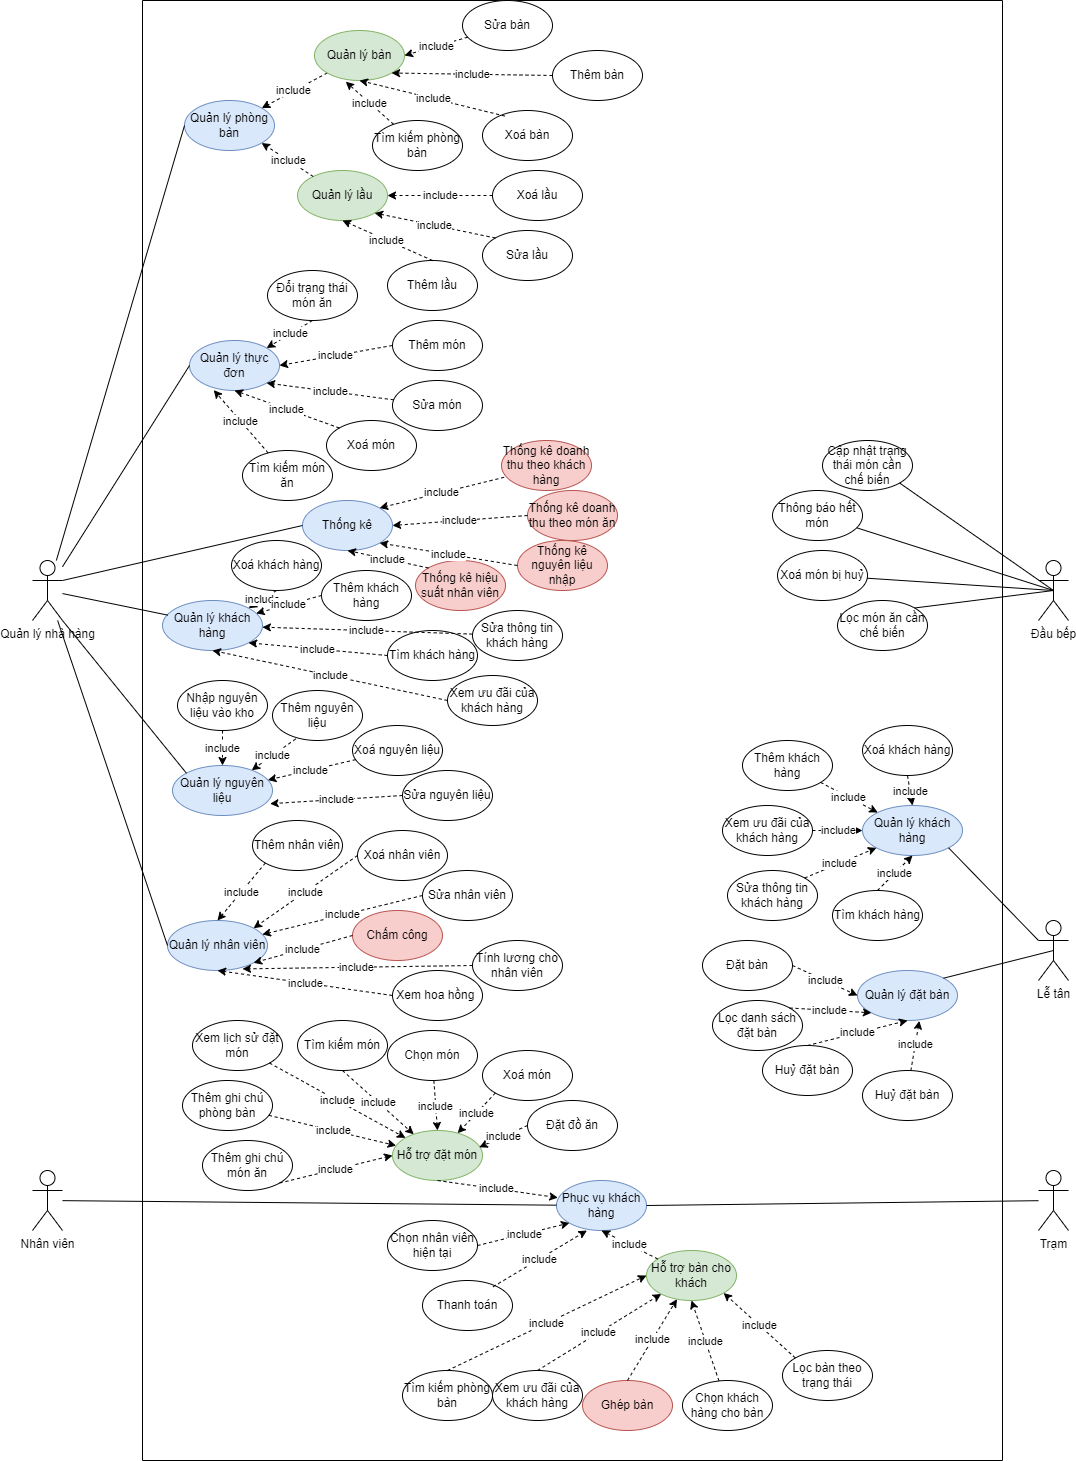 Sửa bàn
include
Quản lý bàn
include
Thêm bàn
include
include
include
Xoá bàn
Quản lý phòng
bàn
Tìm kiếm phòng
bàn
include
Quản lý lầu
include
Xoá lầu
include
Sửa lầu
include
Thêm lầu
Đổi trạng thái
món ăn
include
Thêm món
include
Quản lý thực
đơn
include
Sửa món
include
include
Xoá món
Tìm kiếm món
ăn
Thống kê doanh
thu theo khách
hàng
include
Thống kê doanh
thu theo món ăn
include
Thống kê
include
Thống kê
nguyên liệu
nhập
include
Thống kê hiệu
suất nhân viên
Cập nhật trạng
thái món cần
chế biến
Thông báo hết
món
Xoá món bị huỷ
Lọc món ăn cần
chế biến
Đầu bếp
Quản lý nhà hàng
Xoá khách hàng
include
Thêm khách
hàng
include
Quản lý khách
hàng
include
Sửa thông tin
khách hàng
include
Tìm khách hàng
include
Xem ưu đãi của
khách hàng
Nhập nguyên
liệu vào kho
Thêm nguyên
liệu
include
include
Xoá nguyên liệu
include
Quản lý nguyên
liệu
include
Sửa nguyên liệu
Thêm khách
hàng
Xoá khách hàng
include
include
Xem ưu đãi của
khách hàng
include
Quản lý khách
hàng
include
include
Sửa thông tin
khách hàng
Tìm khách hàng
Thêm nhân viên
Xoá nhân viên
include
include
Sửa nhân viên
include
Quản lý nhân viên
include
Chấm công
include
Tính lương cho
nhân viên
include
Xem hoa hồng
Đặt bàn
include
Quản lý đặt bàn
Lễ tân
Lọc danh sách
đặt bàn
include
include
include
Huỷ đặt bàn
Huỷ đặt bàn
Xem lịch sử đặt
món
Tìm kiếm món
Chọn món
Xoá món
Thêm ghi chú
phòng bàn
include
include
include
include
Đặt đồ ăn
include
include
Thêm ghi chú
món ăn
include
Hỗ trợ đặt món
include
Phục vụ khách
hàng
Nhân viên
Trạm
Chọn nhân viên
hiện tại
include
include
include
Hỗ trợ bàn cho
khách
Thanh toán
include
include
include
include
include
Tìm kiếm phòng
bàn
Xem ưu đãi của
khách hàng
Ghép bàn
Chọn khách
hàng cho bàn
Lọc bàn theo
trạng thái